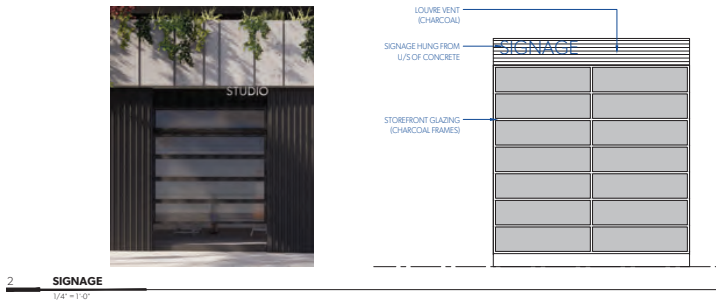 STUDIO
LOUVRE VENT
(CHARCOAL)
SIGNAGE HUNG FROM
U/S OF CONCRETE
SIGNAGE
STOREFRONT GLAZING
(CHARCOAL FRAMES)
2 SIGNAGE
1/4" = 1'-0"